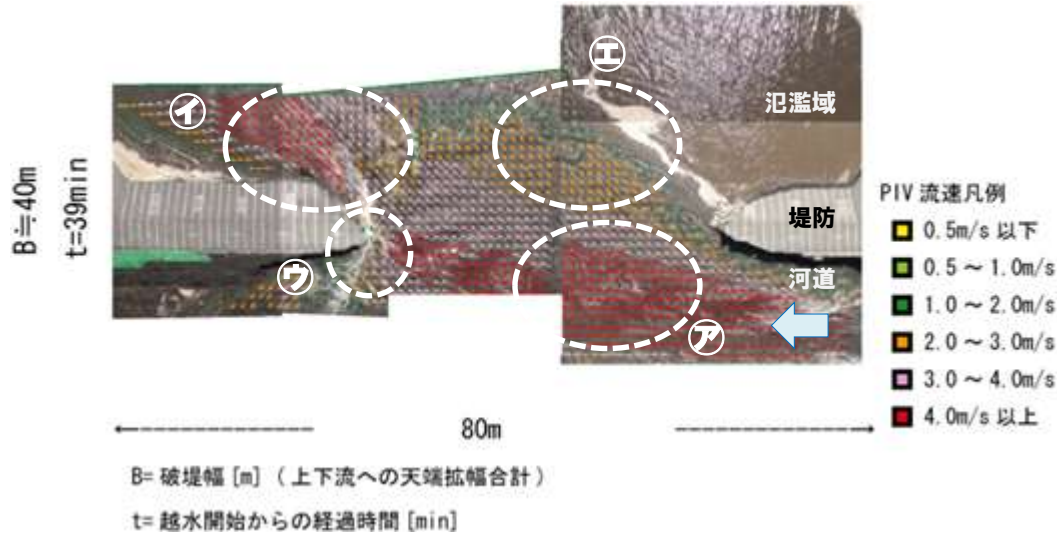 エ
イ
氾濫域
B≒40m
t=39min
PIV 流速凡例
堤防
0.5m/s 以下
0.5 ～ 1.0m/s
ウ
河道
1.0 ～ 2.0m/s
ア
2.0 ～ 3.0m/s
3.0 ～ 4.0m/s
4.0m/s 以上
80m
B= 破堤幅 [m] ( 上下流への天端拡幅合計 )
t= 越水開始からの経過時間 [min]